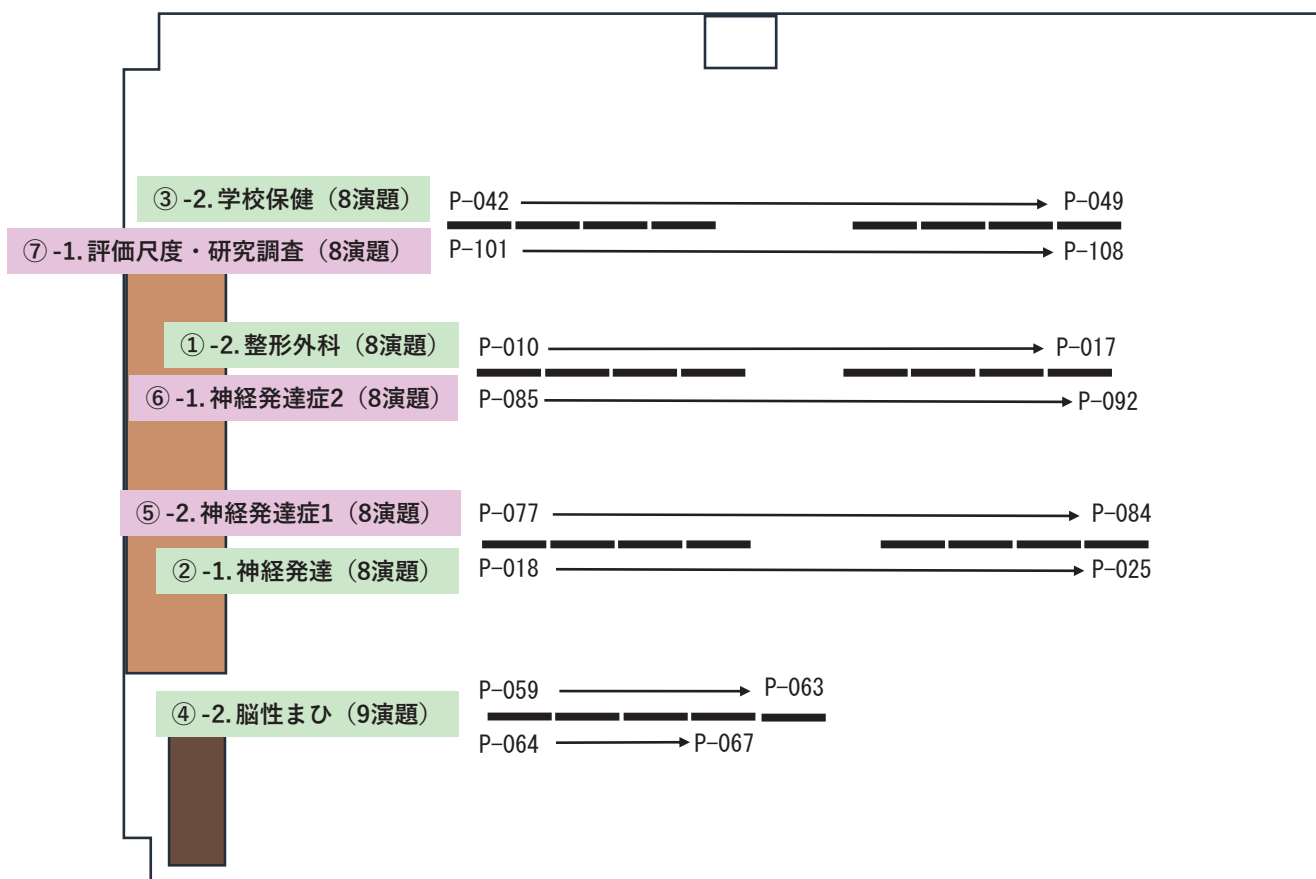 ③ -2. 学校保健（8演題） P-042 P-049
⑦ -1. 評価尺度・研究調査（8演題） P-101 P-108
① -2. 整形外科（8演題） P-010 P-017
⑥ -1. 神経発達症2（8演題） P-085 P-092
⑤ -2. 神経発達症1（8演題） P-077 P-084
② -1. 神経発達（8演題） P-018 P-025
P-059 P-063
④ -2. 脳性まひ（9演題）
P-064 P-067